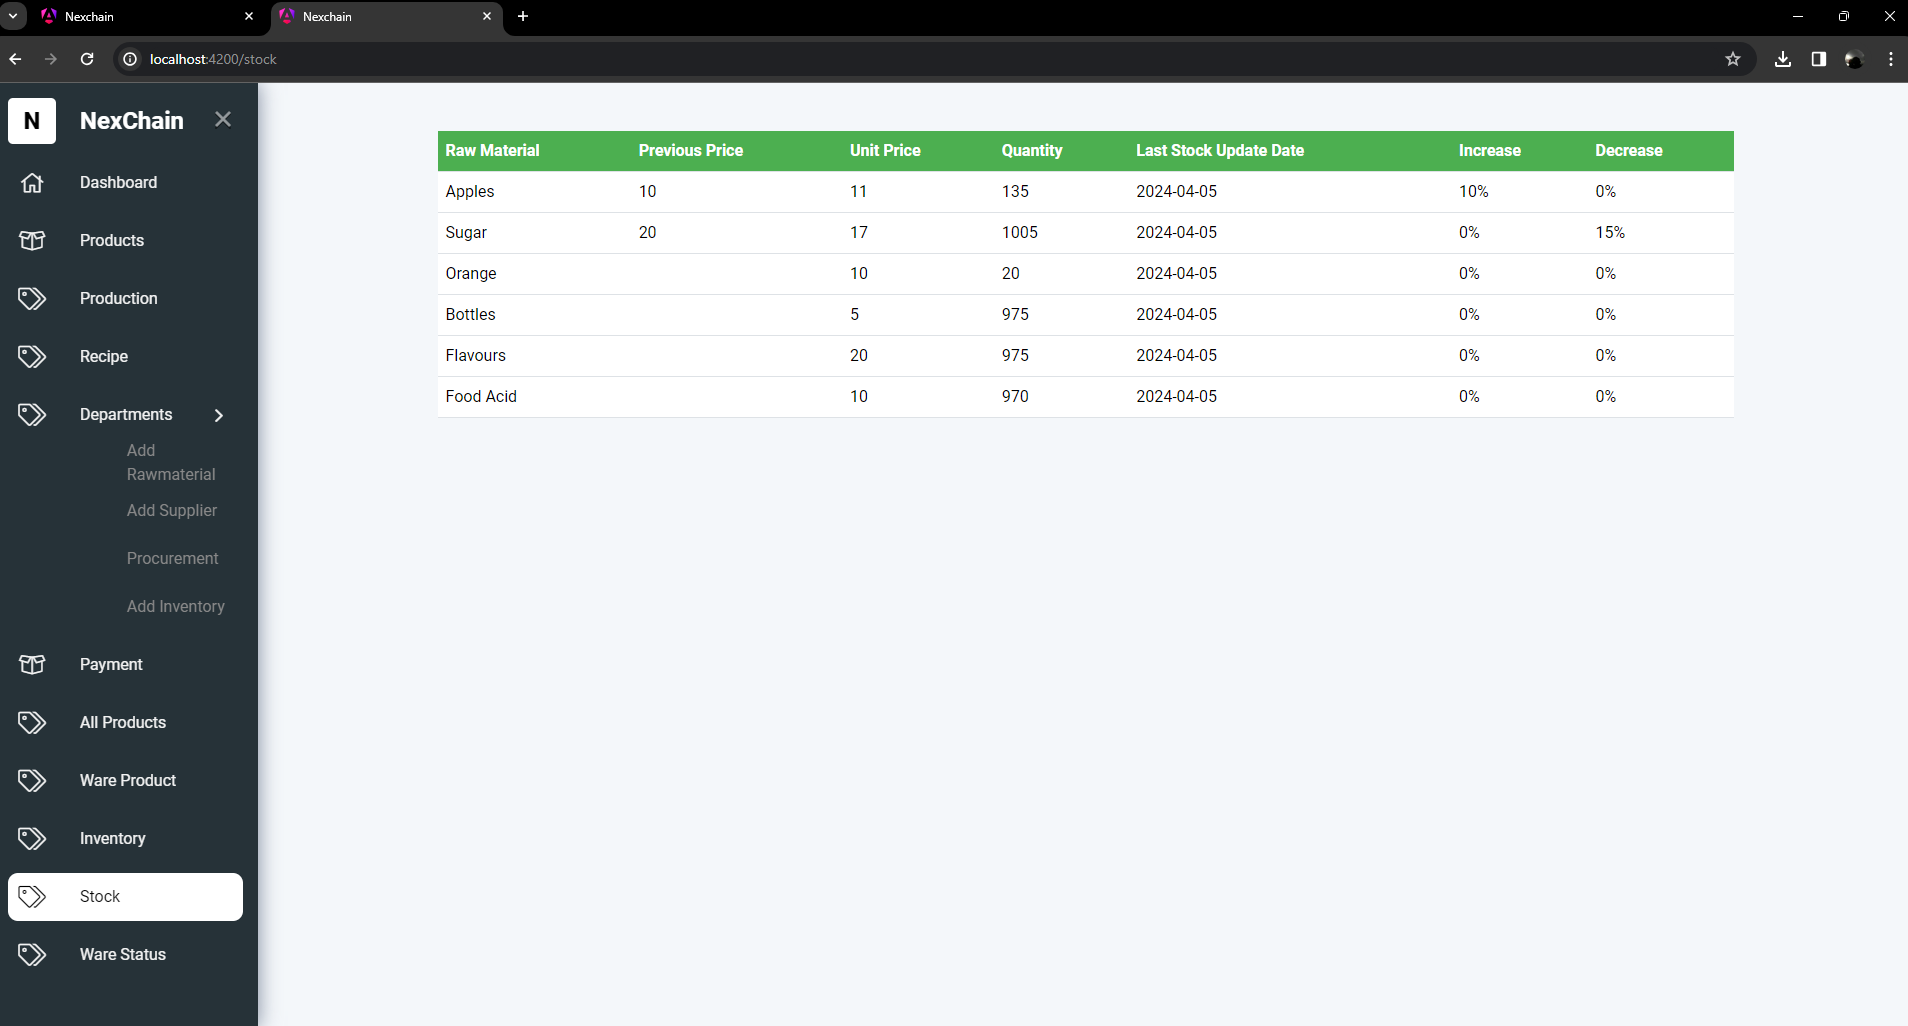 Nexchain
Nexchain
localhost:4200/stock
N NexChain
Dashboard
Products
Production
Recipe
Departments
Add
Rawmaterial
Add Supplier
Procurement
Add Inventory
Payment
All Products
Ware Product
Inventory
Stock
Ware Status
Raw Material Previous Price Unit Price Quantity Last Stock Update Date Increase Decrease
Apples 10 11 135 2024-04-05 10% 0%
Sugar 20 17 1005 2024-04-05 0% 15%
Orange 10 20 2024-04-05 0% 0%
Bottles 5 975 2024-04-05 0% 0%
Flavours 20 975 2024-04-05 0% 0%
Food Acid 10 970 2024-04-05 0% 0%